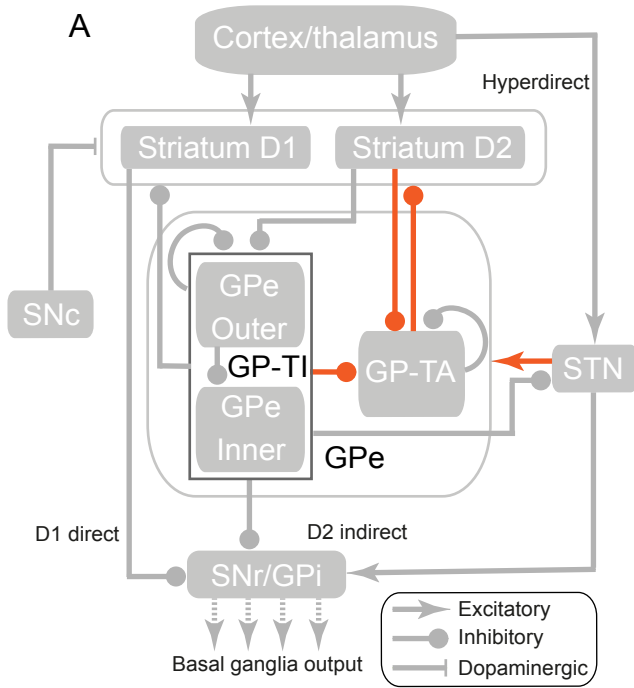 A
Cortex/thalamus
Hyperdirect
Striatum D1
Striatum D2
GPe
Outer
SNc
GP-TI
GP-TA
STN
GPe
Inner
GPe
D1 direct
D2 indirect
SNr/GPi
Excitatory
Inhibitory
Dopaminergic
Basal ganglia output